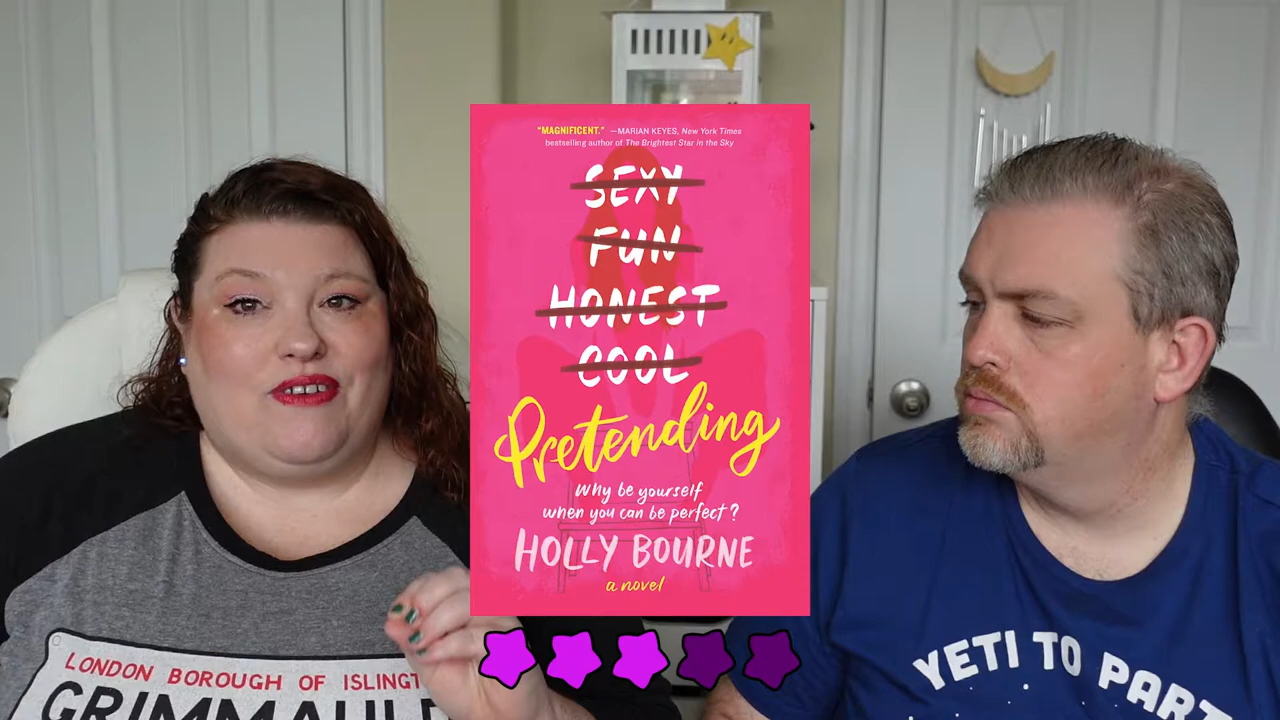 "MAGNIFICENT." —MARIAN KEYES, New York Times
bestselling author of The Brightest Star in the Sky
SEXY
FUN
HONEST
COOL
Pretending
Why be yourself
when you can be perfect?
HOLLY BOURNE
a novel
LONDON BOROUGH OF ISLINGT
YETI TO PART